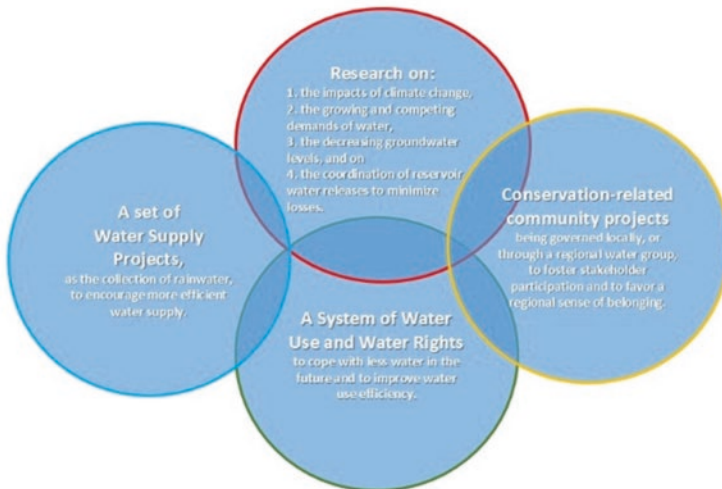 Research on:
1. the impacts of climate change,
2. the growing and competing
demands of water,
3. the decreasing groundwater
levels, and on
4. the coordination of reservoir
water releases to minimize
losses.
A set of
Water Supply
Projects,
as the collection of rainwater,
to encourage more efficient
water supply.
Conservation-related
community projects
being governed locally, or
through a regional water group,
to foster stakeholder
participation and to favor a
regional sense of belonging.
A System of Water
Use and Water Rights
to cope with less water in the
future and to improve water
use efficiency.